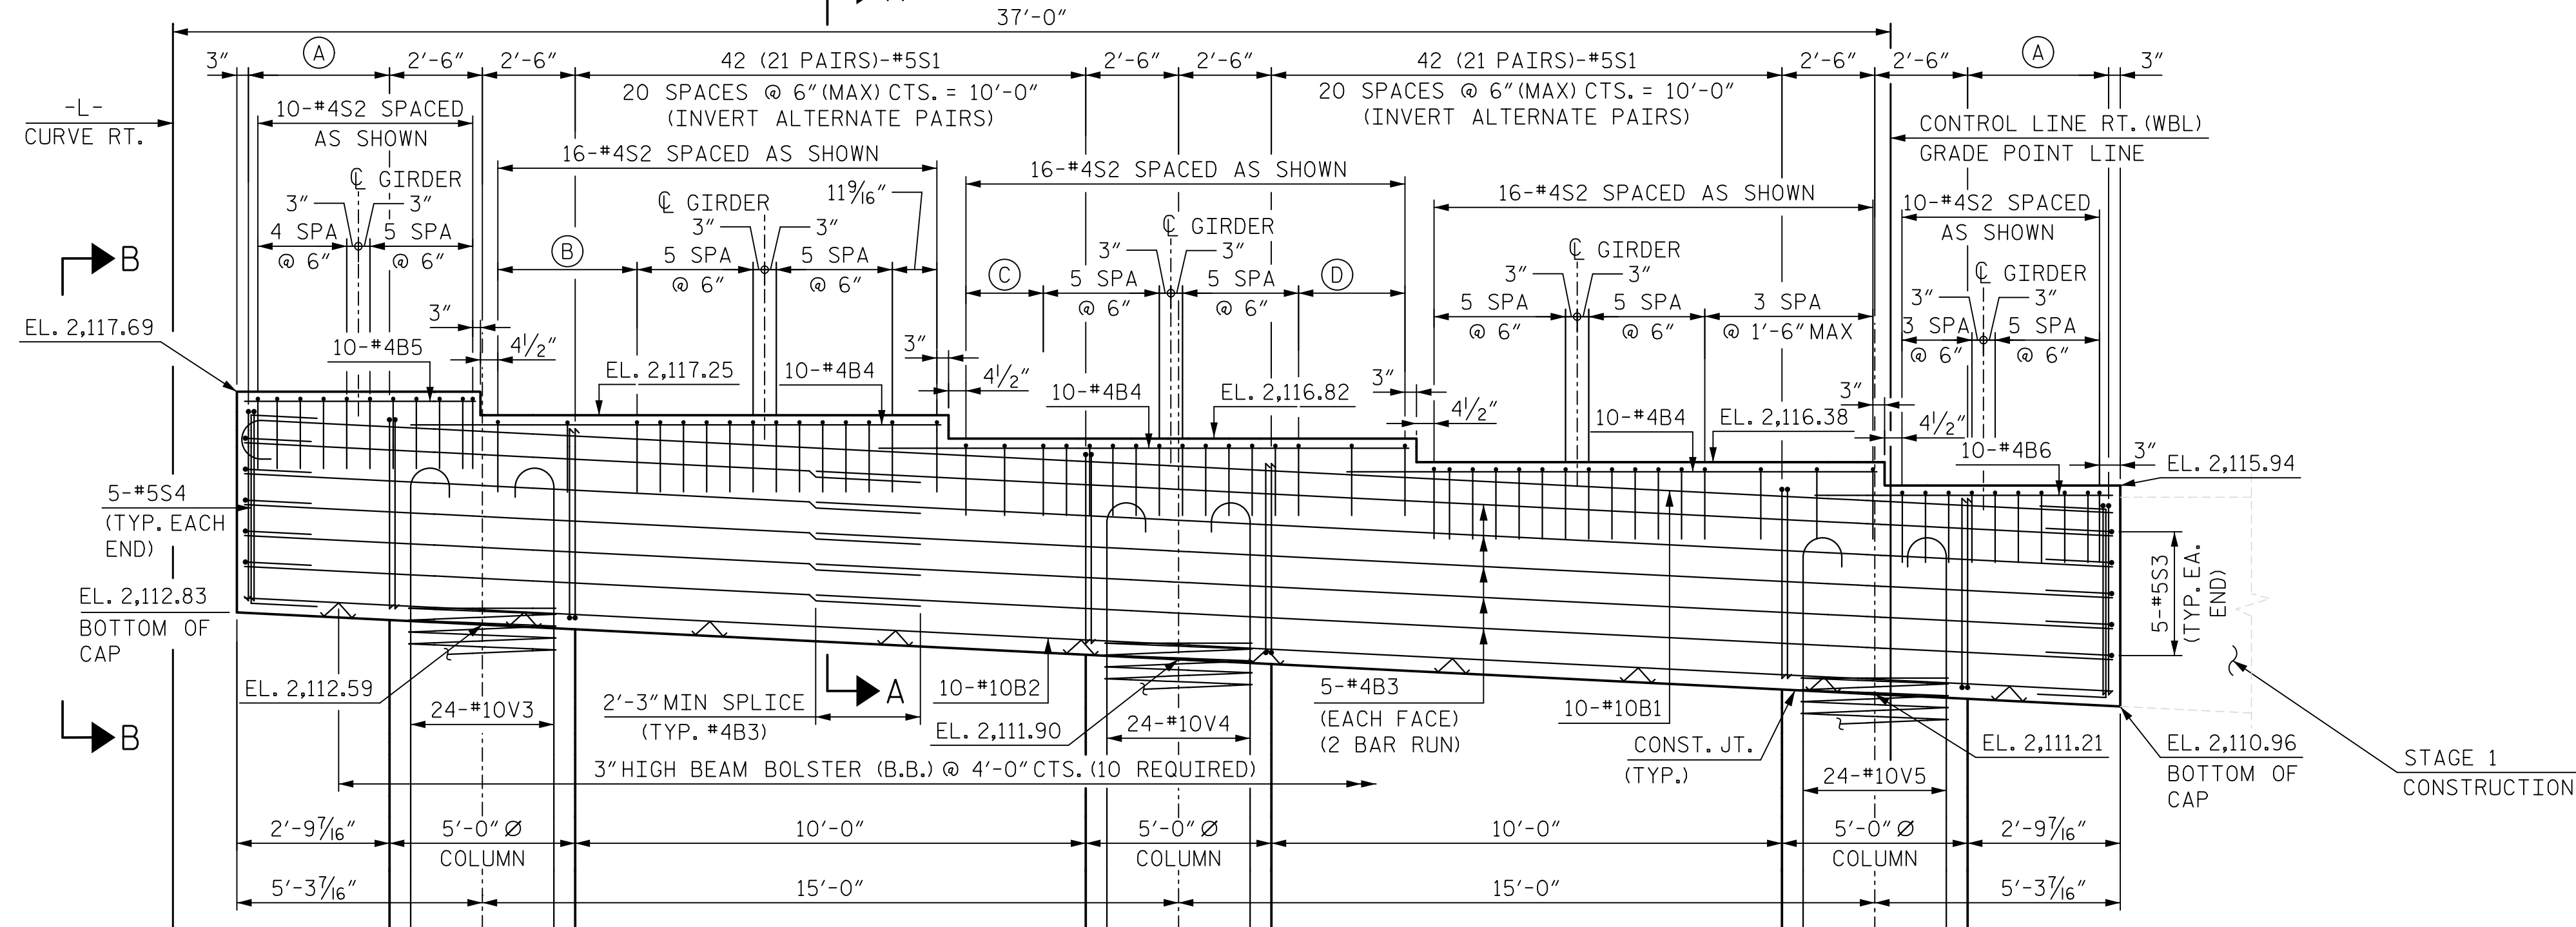 37'-0"
3"
A
2'-6"
2'-6"
42 (21 PAIRS)-#5S1
2'-6"
2'-6"
42 (21 PAIRS)-#5S1
2'-6"
2'-6"
A
3"
20 SPACES @ 6"(MAX) CTS. = 10'-0"
(INVERT ALTERNATE PAIRS)
20 SPACES @ 6"(MAX) CTS. = 10'-0"
(INVERT ALTERNATE PAIRS)
-L-
CURVE RT.
10-#4S2 SPACED
AS SHOWN
CONTROL LINE RT. (WBL)
GRADE POINT LINE
16-#4S2 SPACED AS SHOWN
16-#4S2 SPACED AS SHOWN
16-#4S2 SPACED AS SHOWN
10-#4S2 SPACED
AS SHOWN
℄ GIRDER
3"
3"
4 SPA
@ 6"
5 SPA
@ 6"
℄ GIRDER
3"
3"
11 9/16"
B
5 SPA
@ 6"
5 SPA
@ 6"
℄ GIRDER
3"
3"
C
5 SPA
@ 6"
5 SPA
@ 6"
D
℄ GIRDER
3"
3"
5 SPA
@ 6"
5 SPA
@ 6"
3 SPA
@ 1'-6" MAX
℄ GIRDER
3"
3"
3 SPA
@ 6"
5 SPA
@ 6"
B
EL. 2,117.69
3"
4 1/2"
10-#4B5
EL. 2,117.25
10-#4B4
3"
4 1/2"
10-#4B4
EL. 2,116.82
3"
4 1/2"
10-#4B4
EL. 2,116.38
3"
4 1/2"
10-#4B6
3"
EL. 2,115.94
5-#5S4
(TYP. EACH
END)
5-#5S3
(TYP. EA.
END)
EL. 2,112.83
BOTTOM OF
CAP
EL. 2,112.59
24-#10V3
2'-3" MIN SPLICE
(TYP. #4B3)
A
10-#10B2
EL. 2,111.90
24-#10V4
5-#4B3
(EACH FACE)
(2 BAR RUN)
10-#10B1
CONST. JT.
(TYP.)
EL. 2,111.21
24-#10V5
EL. 2,110.96
BOTTOM OF
CAP
STAGE 1
CONSTRUCTION
B
3" HIGH BEAM BOLSTER (B.B.) @ 4'-0" CTS. (10 REQUIRED)
2'-9 7/16"
5'-0" Ø
COLUMN
10'-0"
5'-0" Ø
COLUMN
10'-0"
5'-0" Ø
COLUMN
2'-9 7/16"
5'-3 7/16"
15'-0"
15'-0"
5'-3 7/16"